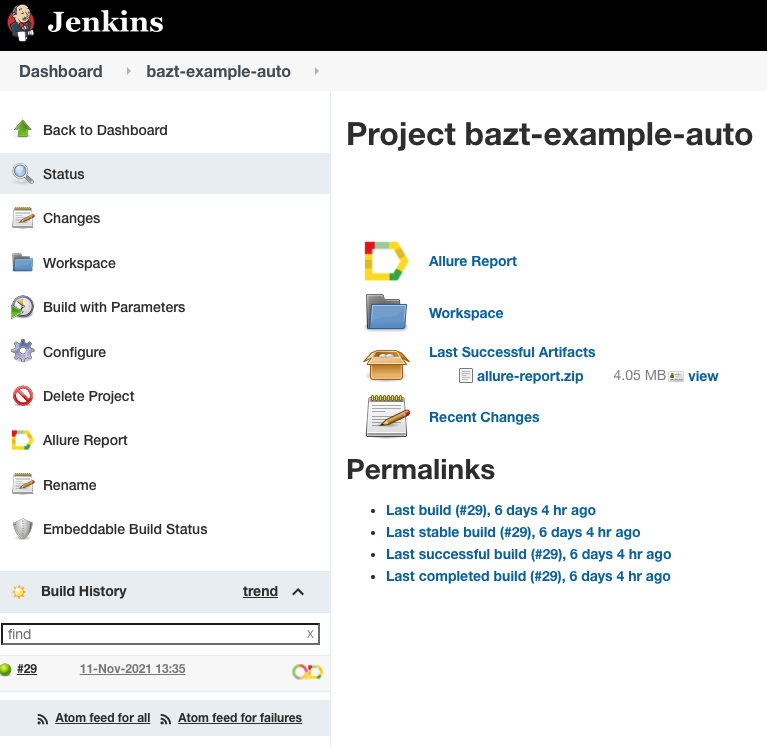 Jenkins
Dashboard
bazt-example-auto
Back to Dashboard
Status
Changes
Workspace
Build with Parameters
Configure
Delete Project
Allure Report
Rename
Embeddable Build Status
Build History trend
find x
#29 11-Nov-2021 13:35
Atom feed for all Atom feed for failures
Project bazt-example-auto
Allure Report
Workspace
Last Successful Artifacts
allure-report.zip 4.05 MB view
Recent Changes
Permalinks
Last build (#29), 6 days 4 hr ago
Last stable build (#29), 6 days 4 hr ago
Last successful build (#29), 6 days 4 hr ago
Last completed build (#29), 6 days 4 hr ago